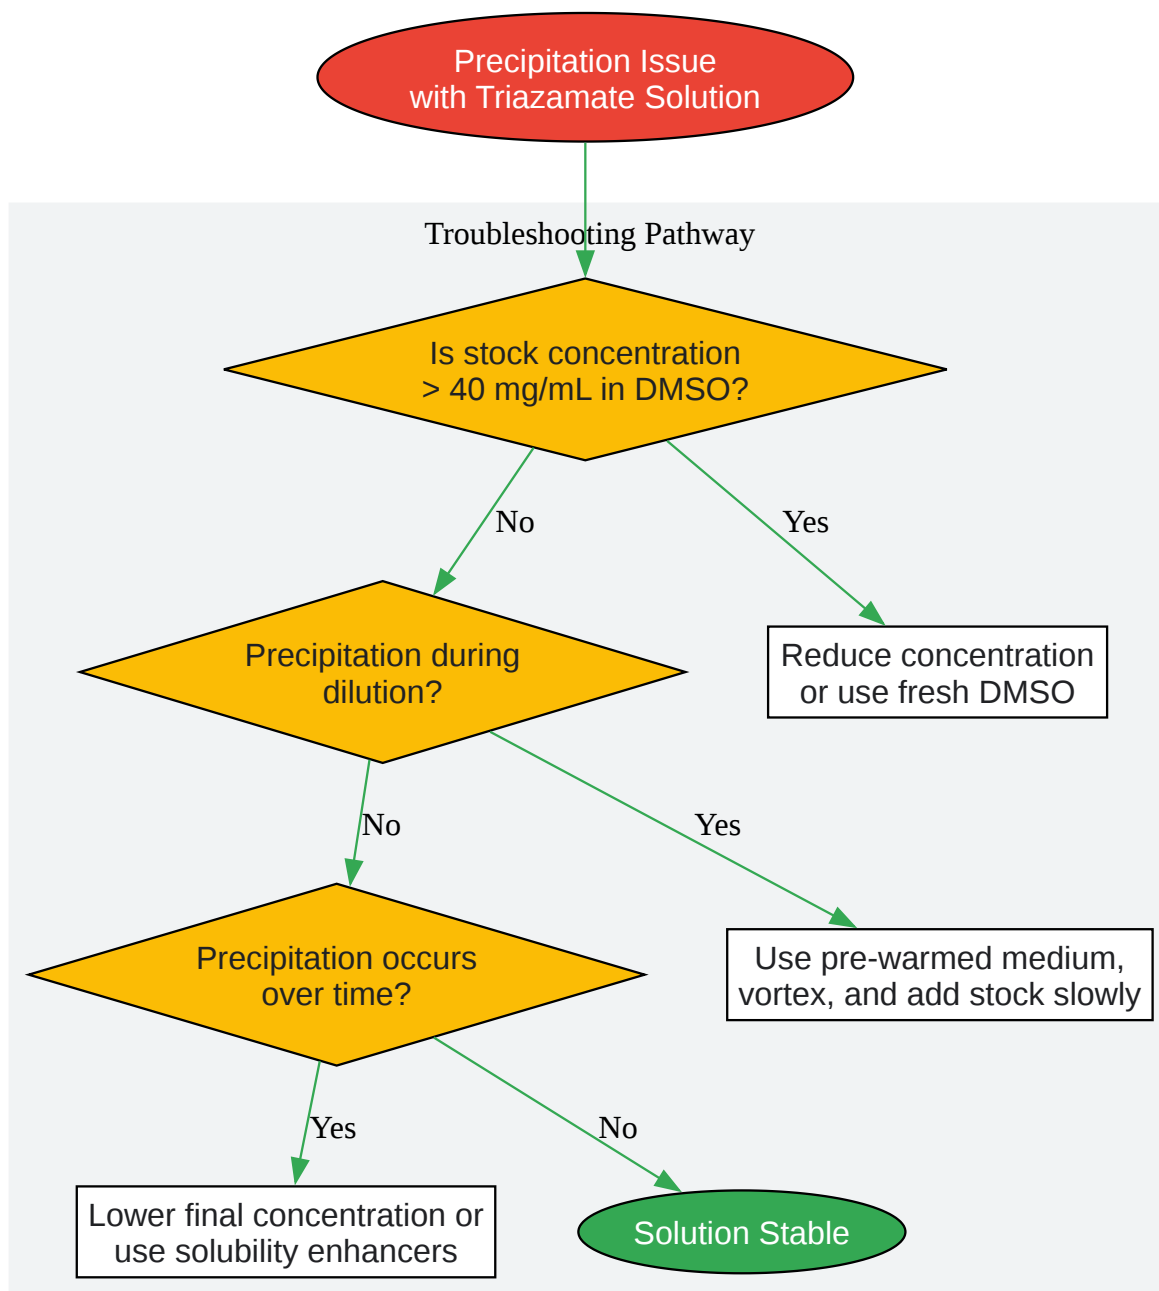 Precipitation Issue
with Triazamate Solution
Troubleshooting Pathway
Is stock concentration
> 40 mg/mL in DMSO?
No
Yes
Precipitation during
dilution?
Reduce concentration
or use fresh DMSO
No
Yes
Precipitation occurs
over time?
Use pre-warmed medium,
vortex, and add stock slowly
Yes
No
Lower final concentration or
use solubility enhancers
Solution Stable